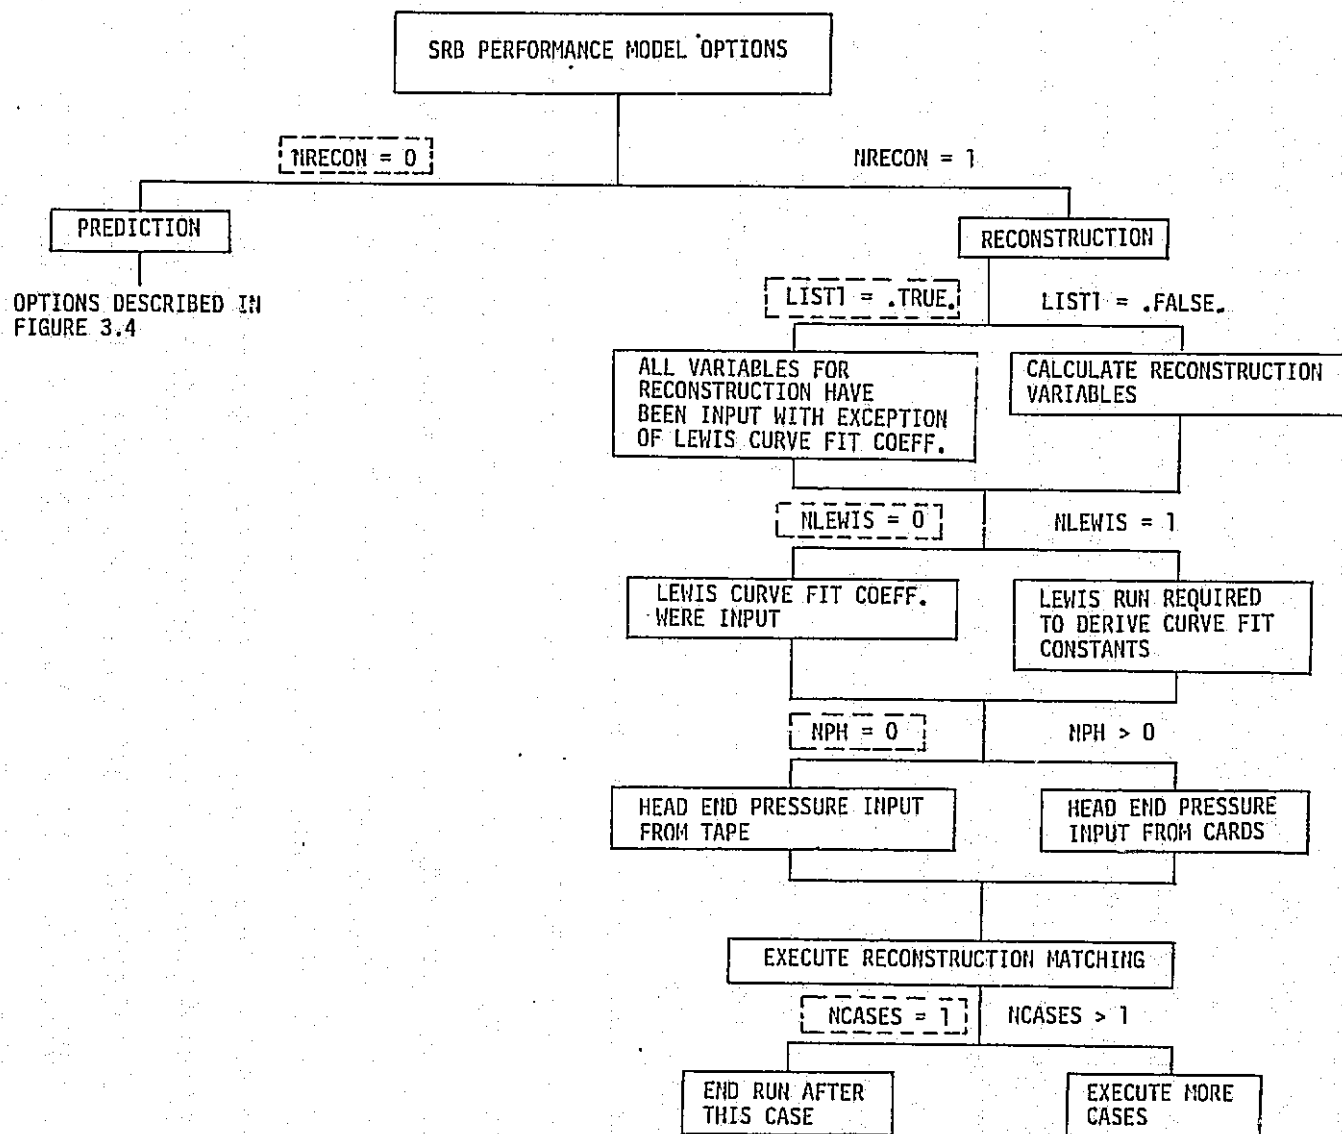 SRB PERFORMANCE MODEL OPTIONS
NRECON = 0
NRECON = 1
PREDICTION
RECONSTRUCTION
OPTIONS DESCRIBED IN
FIGURE 3.4
LIST1 = .TRUE.
LIST1 = .FALSE.
ALL VARIABLES FOR
RECONSTRUCTION HAVE
BEEN INPUT WITH EXCEPTION
OF LEWIS CURVE FIT COEFF.
CALCULATE RECONSTRUCTION
VARIABLES
NLEWIS = 0
NLEWIS = 1
LEWIS CURVE FIT COEFF.
WERE INPUT
LEWIS RUN REQUIRED
TO DERIVE CURVE FIT
CONSTANTS
NPH = 0
NPH > 0
HEAD END PRESSURE INPUT
FROM TAPE
HEAD END PRESSURE
INPUT FROM CARDS
EXECUTE RECONSTRUCTION MATCHING
NCASES = 1
NCASES > 1
END RUN AFTER
THIS CASE
EXECUTE MORE
CASES